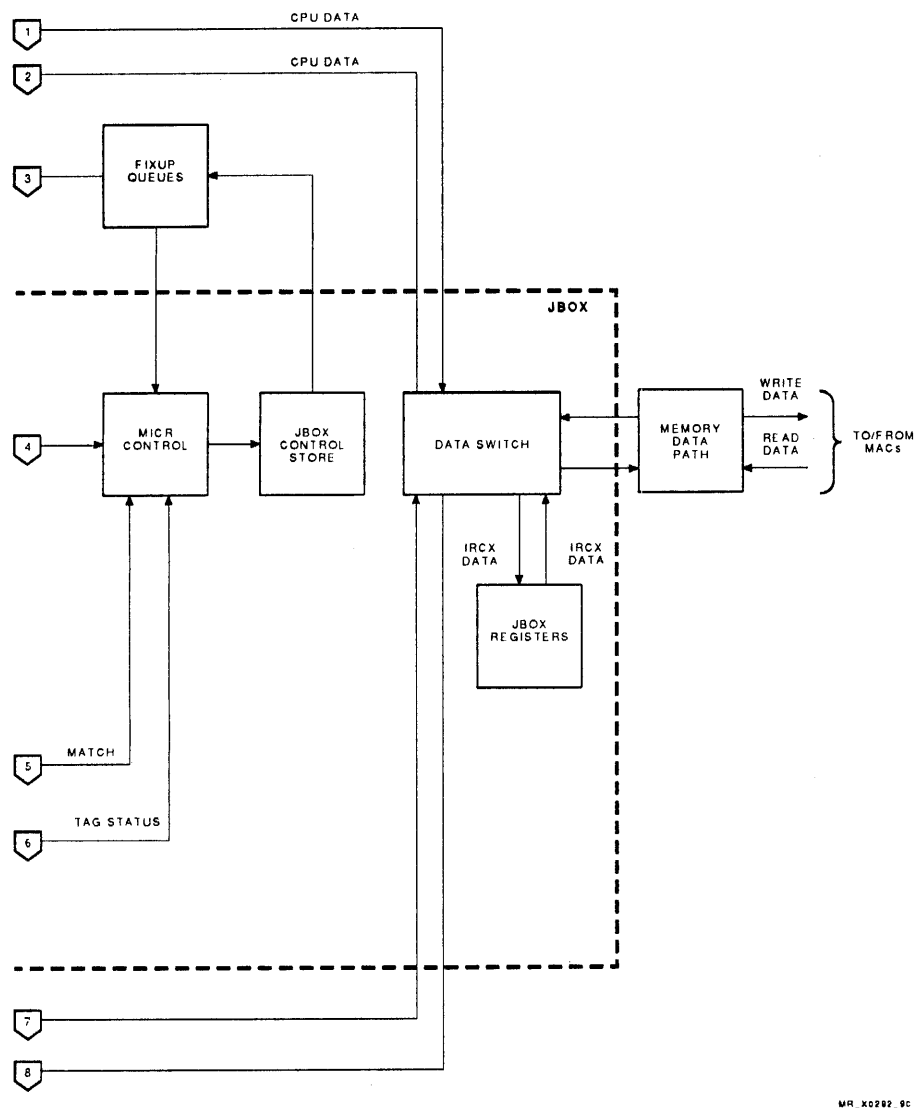 CPU DATA
1
CPU DATA
2
FIXUP
QUEUES
3
JBOX
MICR
CONTROL
JBOX
CONTROL
STORE
DATA SWITCH
MEMORY
DATA
PATH
WRITE
DATA
READ
DATA
TO/FROM
MACs
4
IRCX
DATA
IRCX
DATA
JBOX
REGISTERS
MATCH
5
TAG STATUS
6
7
8
MR_X0292_90